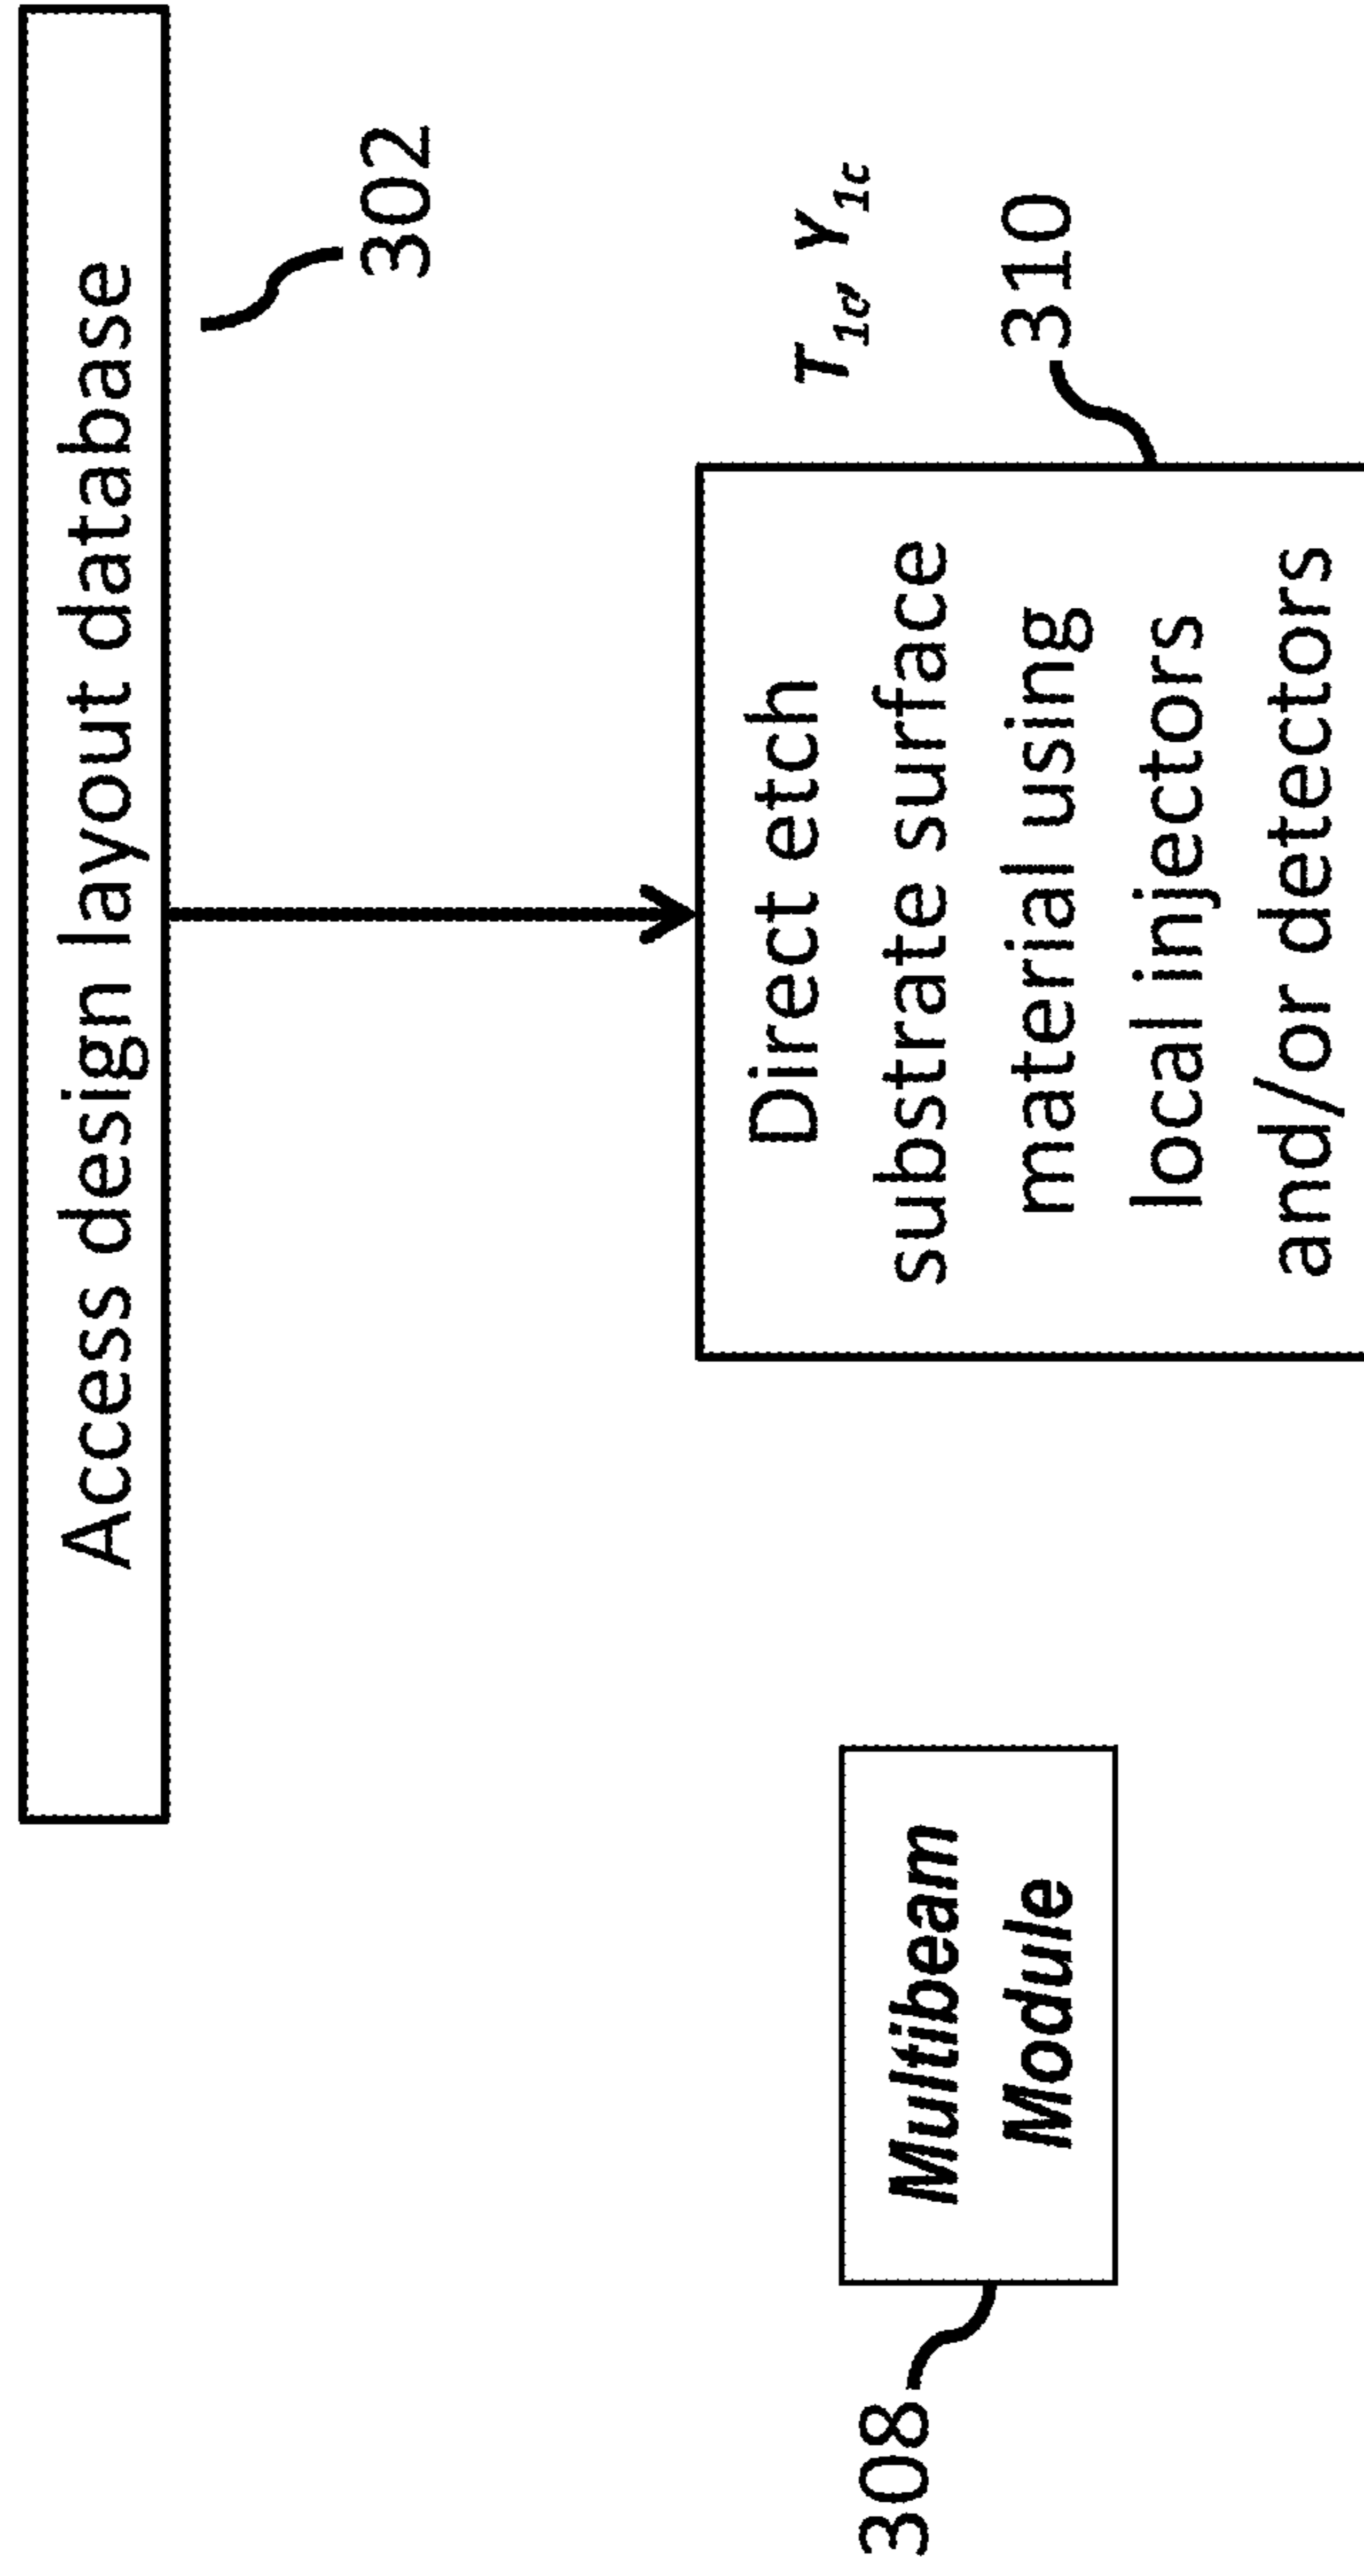 Access design layout database
302
T1d, Y1c
Direct etch
substrate surface
material using
local injectors
and/or detectors
310
Multibeam
Module
308